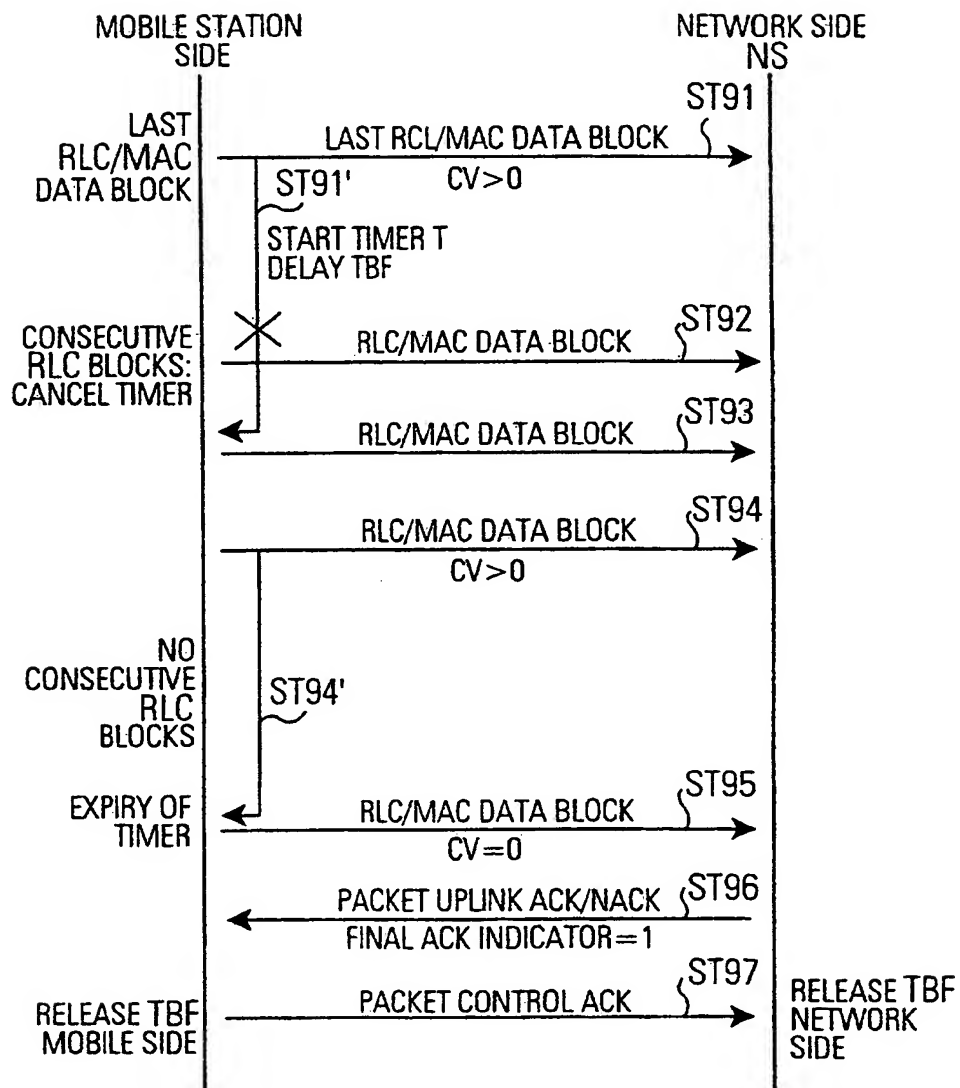 MOBILE STATION
SIDE
NETWORK SIDE
NS
ST91
LAST
RLC/MAC
DATA BLOCK
LAST RCL/MAC DATA BLOCK
CV>0
ST91'
START TIMER T
DELAY TBF
CONSECUTIVE
RLC BLOCKS:
CANCEL TIMER
ST92
RLC/MAC DATA BLOCK
ST93
RLC/MAC DATA BLOCK
ST94
RLC/MAC DATA BLOCK
CV>0
NO
CONSECUTIVE
RLC
BLOCKS
ST94'
EXPIRY OF
TIMER
ST95
RLC/MAC DATA BLOCK
CV=0
ST96
PACKET UPLINK ACK/NACK
FINAL ACK INDICATOR=1
ST97
PACKET CONTROL ACK
RELEASE TBF
MOBILE SIDE
RELEASE TBF
NETWORK
SIDE